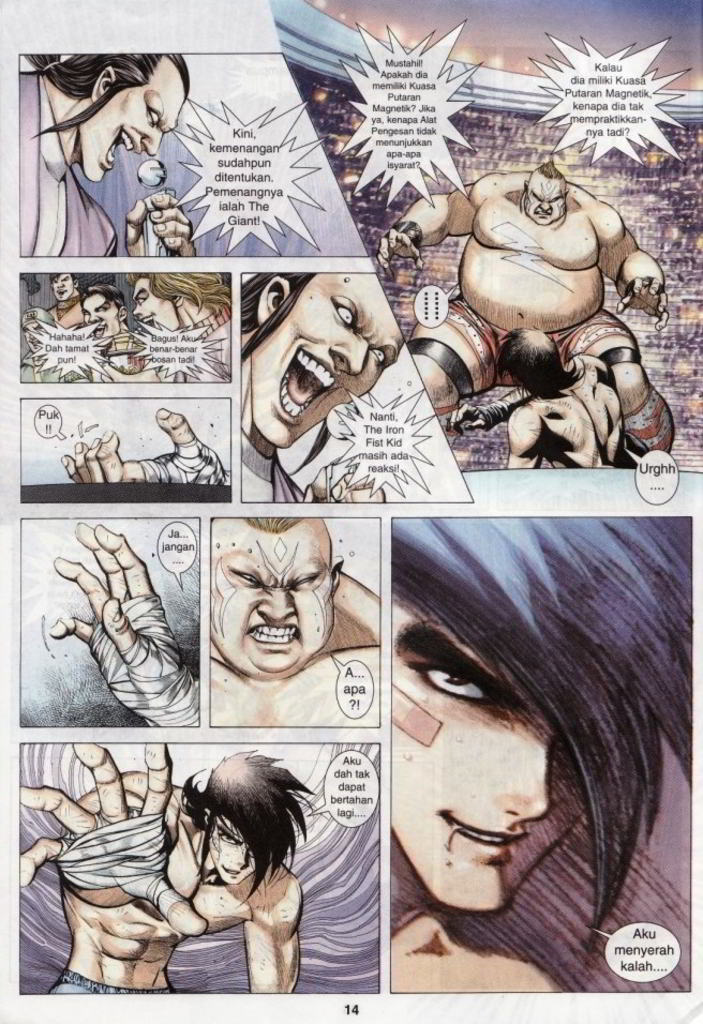 Kini,
kemenangan
sudahpun
ditentukan.
Pemenangnya
ialah The
Giant!
Mustahil!
Apakah dia
memiliki Kuasa
Putaran
Magnetik? Jika
ya, kenapa Alat
Pengesan tidak
menunjukkan
apa-apa
isyarat?
Kalau
dia miliki Kuasa
Putaran Magnetik,
kenapa dia tak
mempraktikkan-
nya tadi?
Hahaha!
Dah tamat
pun!
Bagus! Aku
benar-benar
bosan tadi!
Nanti,
The Iron
Fist Kid
masih ada
reaksi!
Puk
!!
Urghh
....
Ja...
jangan
....
A...
apa
?!
Aku
dah tak
dapat
bertahan
lagi....
Aku
menyerah
kalah....
14